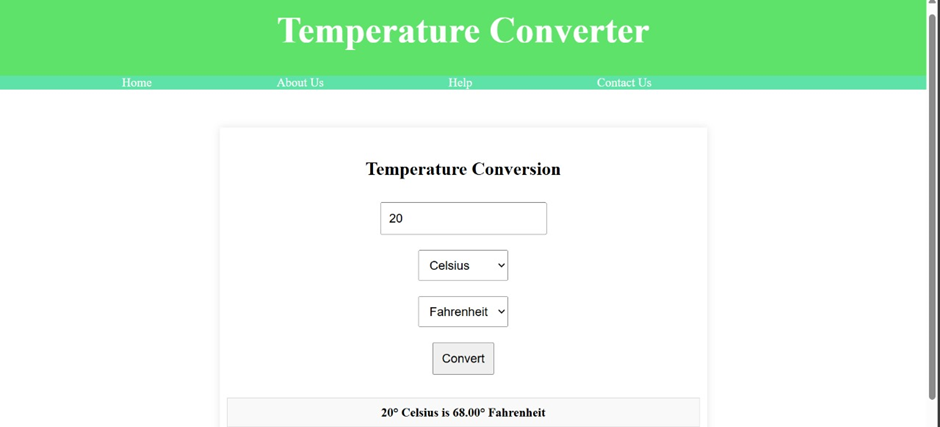 Temperature Converter
Home About Us Help Contact Us
Temperature Conversion
20
Celsius
Fahrenheit
Convert
20° Celsius is 68.00° Fahrenheit